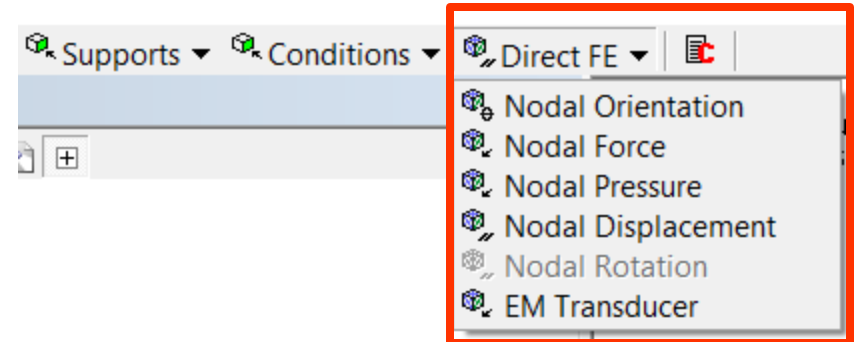 Supports Conditions Direct FE
Nodal Orientation
Nodal Force
Nodal Pressure
Nodal Displacement
Nodal Rotation
EM Transducer